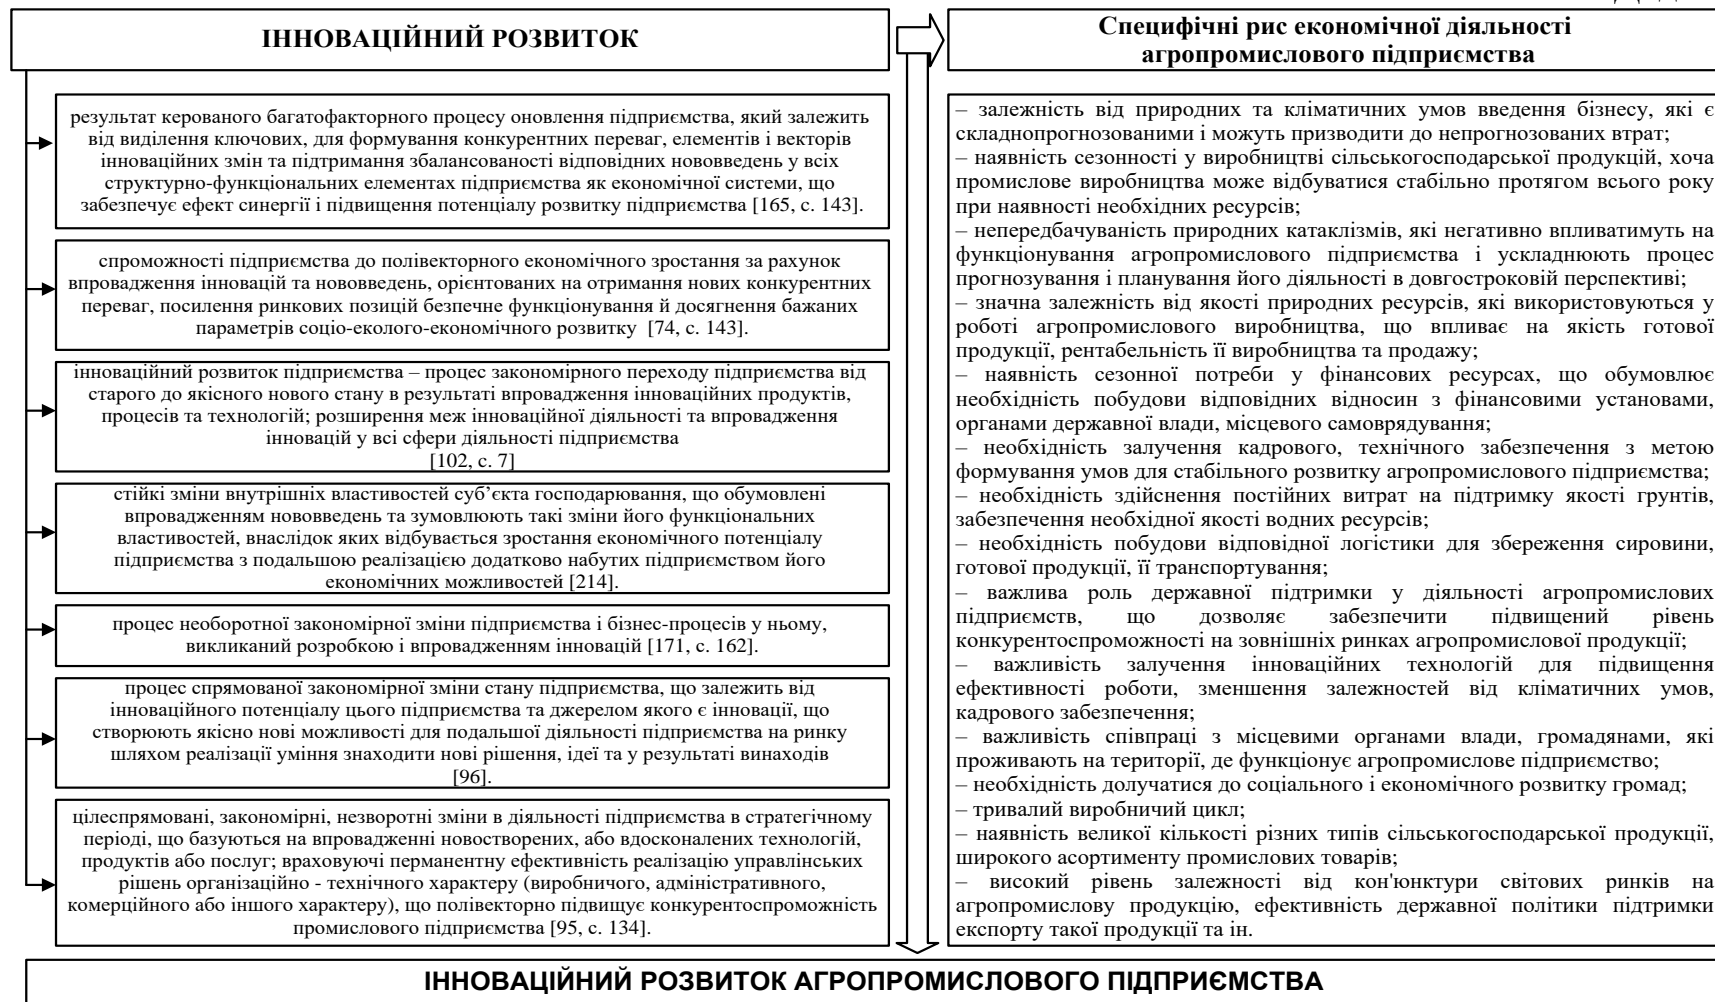 ІННОВАЦІЙНИЙ РОЗВИТОК
результат керованого багатофакторного процесу оновлення підприємства, який залежить
від виділення ключових, для формування конкурентних переваг, елементів і векторів
інноваційних змін та підтримання збалансованості відповідних нововведень у всіх
структурно-функціональних елементах підприємства як економічної системи, що
забезпечує ефект синергії і підвищення потенціалу розвитку підприємства [165, с. 143].
спроможності підприємства до полівекторного економічного зростання за рахунок
впровадження інновацій та нововведень, орієнтованих на отримання нових конкурентних
переваг, посилення ринкових позицій безпечне функціонування й досягнення бажаних
параметрів соціо-еколого-економічного розвитку [74, с. 143].
інноваційний розвиток підприємства – процес закономірного переходу підприємства від
старого до якісного нового стану в результаті впровадження інноваційних продуктів,
процесів та технологій; розширення меж інноваційної діяльності та впровадження
інновацій у всі сфери діяльності підприємства
[102, с. 7]
стійкі зміни внутрішніх властивостей суб’єкта господарювання, що обумовлені
впровадженням нововведень та зумовлюють такі зміни його функціональних
властивостей, внаслідок яких відбувається зростання економічного потенціалу
підприємства з подальшою реалізацією додатково набутих підприємством його
економічних можливостей [214].
процес необоротної закономірної зміни підприємства і бізнес-процесів у ньому,
викликаний розробкою і впровадженням інновацій [171, с. 162].
процес спрямованої закономірної зміни стану підприємства, що залежить від
інноваційного потенціалу цього підприємства та джерелом якого є інновації, що
створюють якісно нові можливості для подальшої діяльності підприємства на ринку
шляхом реалізації уміння знаходити нові рішення, ідеї та у результаті винаходів
[96].
цілеспрямовані, закономірні, незворотні зміни в діяльності підприємства в стратегічному
періоді, що базуються на впровадженні новостворених, або вдосконалених технологій,
продуктів або послуг; враховуючі перманентну ефективність реалізацію управлінських
рішень організаційно - технічного характеру (виробничого, адміністративного,
комерційного або іншого характеру), що полівекторно підвищує конкурентоспроможність
промислового підприємства [95, с. 134].
Специфічні рис економічної діяльності
агропромислового підприємства
– залежність від природних та кліматичних умов введення бізнесу, які є
складнопрогнозованими і можуть призводити до непрогнозованих втрат;
– наявність сезонності у виробництві сільськогосподарської продукцій, хоча
промислове виробництва може відбуватися стабільно протягом всього року
при наявності необхідних ресурсів;
– непередбачуваність природних катаклізмів, які негативно впливатимуть на
функціонування агропромислового підприємства і ускладнюють процес
прогнозування і планування його діяльності в довгостроковій перспективі;
– значна залежність від якості природних ресурсів, які використовуються у
роботі агропромислового виробництва, що впливає на якість готової
продукції, рентабельність її виробництва та продажу;
– наявність сезонної потреби у фінансових ресурсах, що обумовлює
необхідність побудови відповідних відносин з фінансовими установами,
органами державної влади, місцевого самоврядування;
– необхідність залучення кадрового, технічного забезпечення з метою
формування умов для стабільного розвитку агропромислового підприємства;
– необхідність здійснення постійних витрат на підтримку якості грунтів,
забезпечення необхідної якості водних ресурсів;
– необхідність побудови відповідної логістики для збереження сировини,
готової продукції, її транспортування;
– важлива роль державної підтримки у діяльності агропромислових
підприємств, що дозволяє забезпечити підвищений рівень
конкурентоспроможності на зовнішніх ринках агропромислової продукції;
– важливість залучення інноваційних технологій для підвищення
ефективності роботи, зменшення залежностей від кліматичних умов,
кадрового забезпечення;
– важливість співпраці з місцевими органами влади, громадянами, які
проживають на території, де функціонує агропромислове підприємство;
– необхідність долучатися до соціального і економічного розвитку громад;
– тривалий виробничий цикл;
– наявність великої кількості різних типів сільськогосподарської продукції,
широкого асортименту промислових товарів;
– високий рівень залежності від кон'юнктури світових ринків на
агропромислову продукцію, ефективність державної політики підтримки
експорту такої продукції та ін.
ІННОВАЦІЙНИЙ РОЗВИТОК АГРОПРОМИСЛОВОГО ПІДПРИЄМСТВА